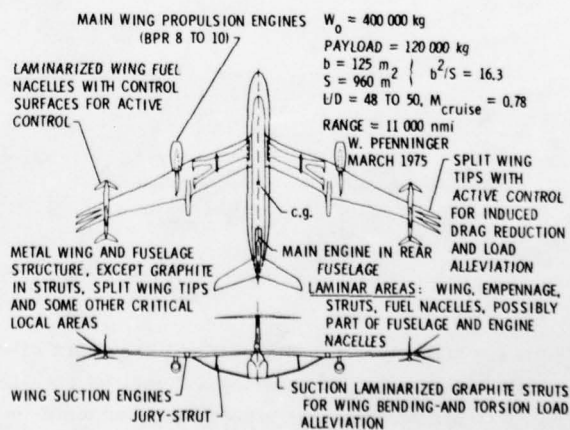 MAIN WING PROPULSION ENGINES
(BPR 8 TO 10)
W₀ = 400 000 kg
PAYLOAD = 120 000 kg
b = 125 m
S = 960 m²
b²/S = 16.3
L/D = 48 TO 50, M cruise = 0.78
RANGE = 11 000 nmi
W. PFENNINGER
MARCH 1975
LAMINARIZED WING FUEL
NACELLES WITH CONTROL
SURFACES FOR ACTIVE
CONTROL
SPLIT WING
TIPS WITH
ACTIVE CONTROL
FOR INDUCED
DRAG REDUCTION
AND LOAD
ALLEVIATION
c.g.
MAIN ENGINE IN REAR
FUSELAGE
METAL WING AND FUSELAGE
STRUCTURE, EXCEPT GRAPHITE
IN STRUTS, SPLIT WING TIPS
AND SOME OTHER CRITICAL
LOCAL AREAS
LAMINAR AREAS: WING, EMPENNAGE,
STRUTS, FUEL NACELLES, POSSIBLY
PART OF FUSELAGE AND ENGINE
NACELLES
WING SUCTION ENGINES
JURY-STRUT
SUCTION LAMINARIZED GRAPHITE STRUTS
FOR WING BENDING-AND TORSION LOAD
ALLEVIATION